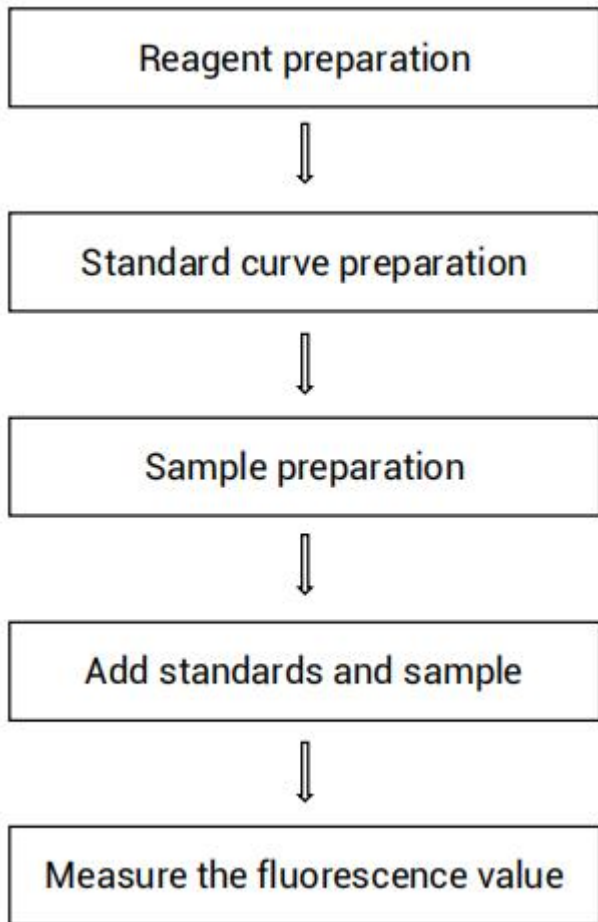 Reagent preparation
Standard curve preparation
Sample preparation
Add standards and sample
Measure the fluorescence value